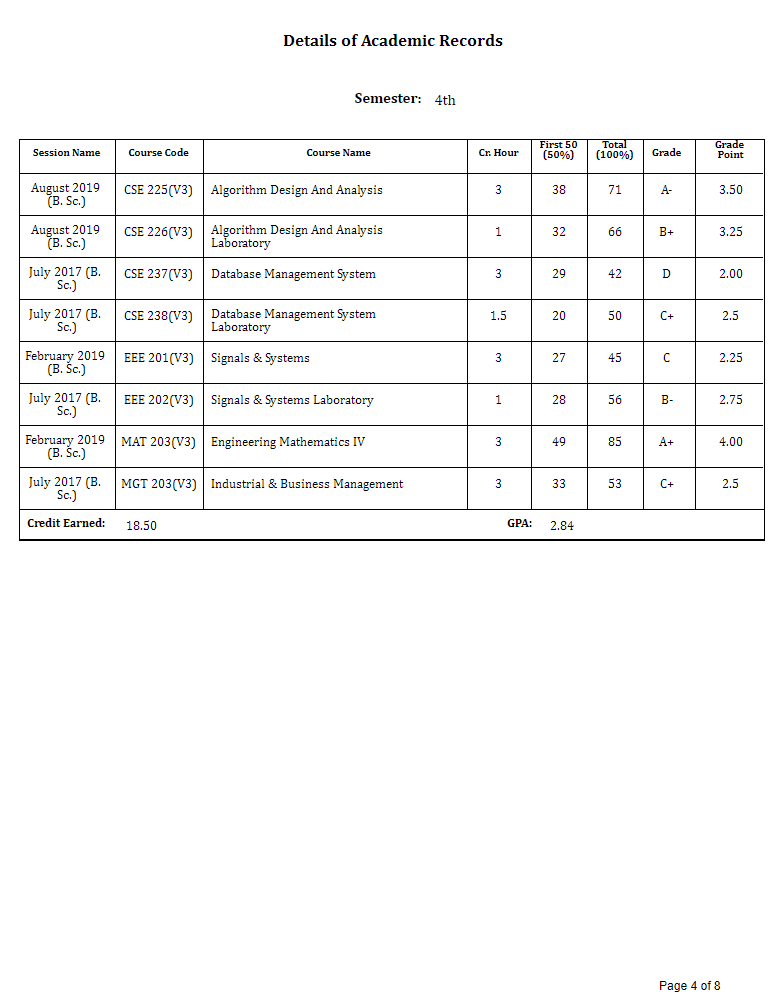 Details of Academic Records
Semester: 4th
Session Name Course Code Course Name Cr. Hour First 50 (50%) Total (100%) Grade Grade Point
August 2019 (B. Sc.) CSE 225(V3) Algorithm Design And Analysis 3 38 71 A- 3.50
August 2019 (B. Sc.) CSE 226(V3) Algorithm Design And Analysis Laboratory 1 32 66 B+ 3.25
July 2017 (B. Sc.) CSE 237(V3) Database Management System 3 29 42 D 2.00
July 2017 (B. Sc.) CSE 238(V3) Database Management System Laboratory 1.5 20 50 C+ 2.5
February 2019 (B. Sc.) EEE 201(V3) Signals & Systems 3 27 45 C 2.25
July 2017 (B. Sc.) EEE 202(V3) Signals & Systems Laboratory 1 28 56 B- 2.75
February 2019 (B. Sc.) MAT 203(V3) Engineering Mathematics IV 3 49 85 A+ 4.00
July 2017 (B. Sc.) MGT 203(V3) Industrial & Business Management 3 33 53 C+ 2.5
Credit Earned: 18.50 GPA: 2.84
Page 4 of 8